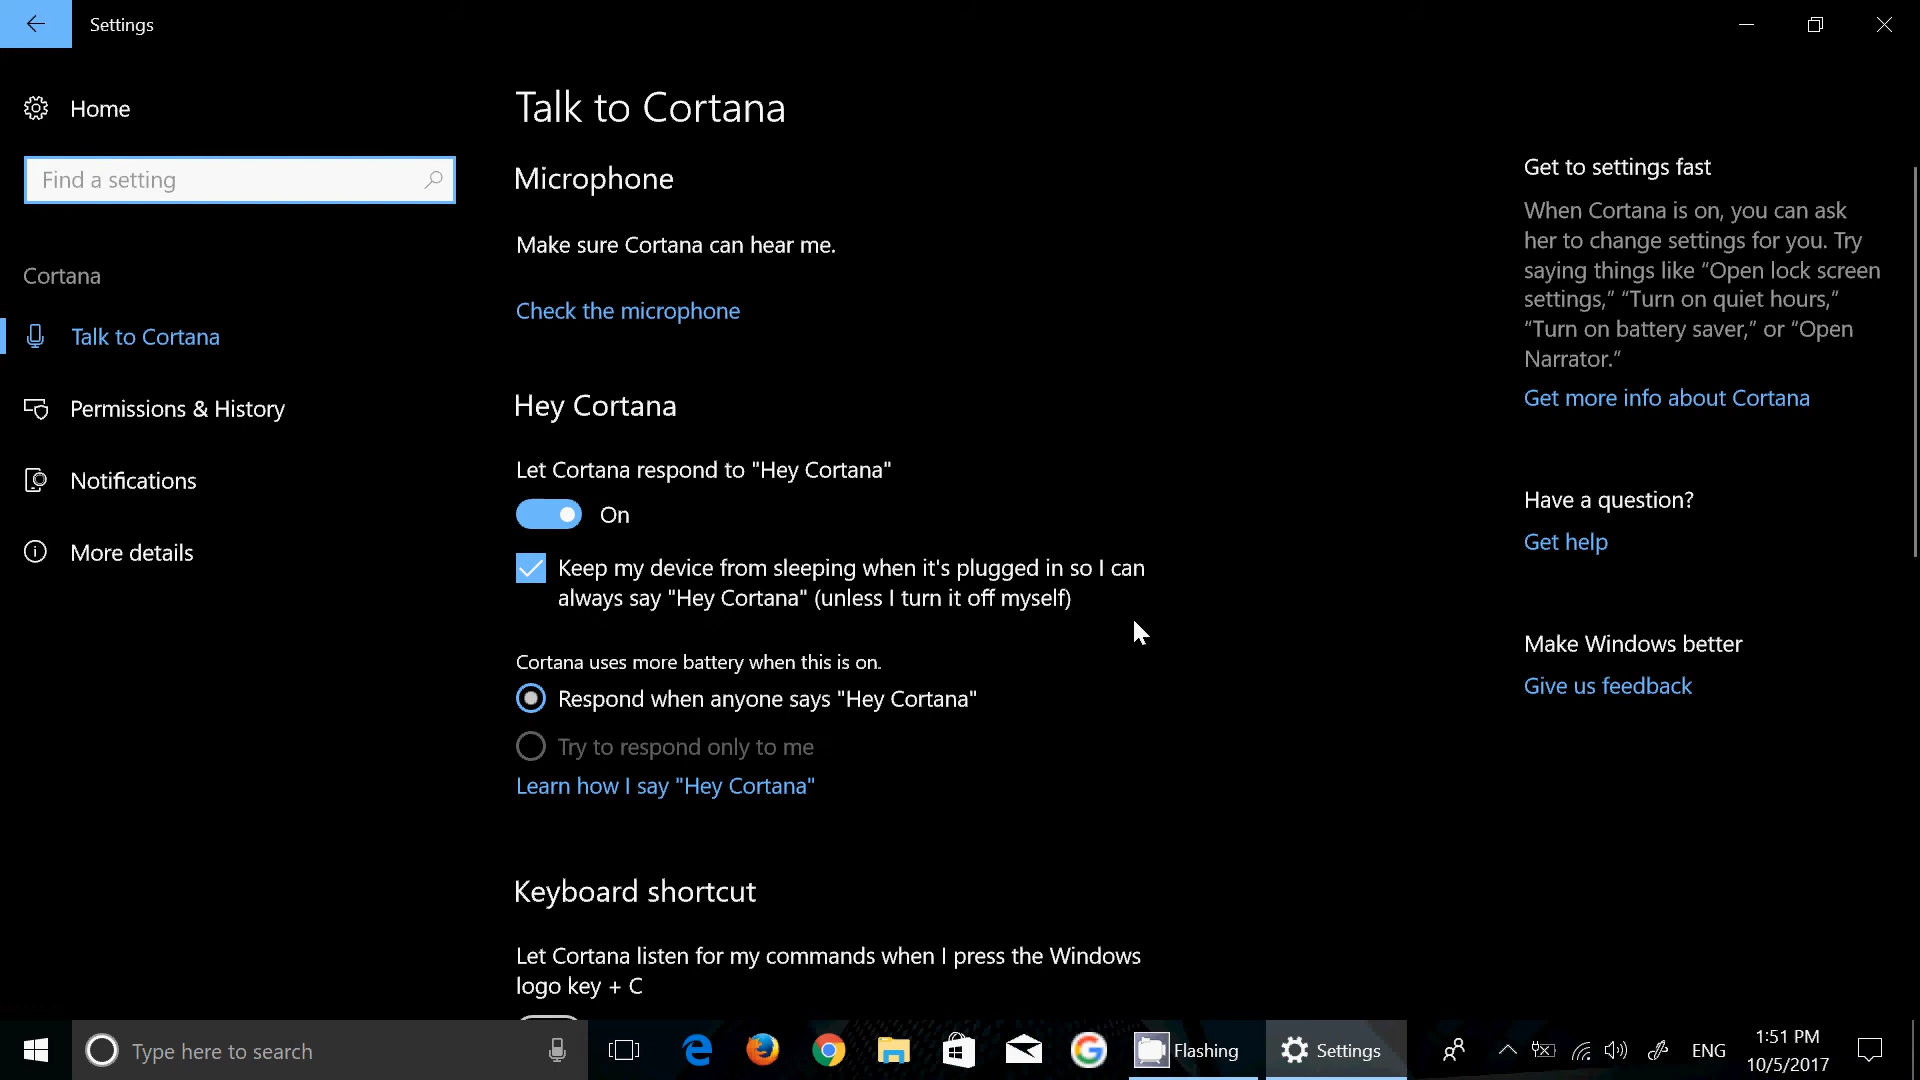 Settings
Home
Find a setting
Cortana
Talk to Cortana
Permissions & History
Notifications
More details
Talk to Cortana
Microphone
Make sure Cortana can hear me.
Check the microphone
Hey Cortana
Let Cortana respond to "Hey Cortana"
On
Keep my device from sleeping when it's plugged in so I can
always say "Hey Cortana" (unless I turn it off myself)
Cortana uses more battery when this is on.
Respond when anyone says "Hey Cortana"
Try to respond only to me
Learn how I say "Hey Cortana"
Keyboard shortcut
Let Cortana listen for my commands when I press the Windows
logo key + C
Get to settings fast
When Cortana is on, you can ask
her to change settings for you. Try
saying things like “Open lock screen
settings,” “Turn on quiet hours,”
“Turn on battery saver,” or “Open
Narrator.”
Get more info about Cortana
Have a question?
Get help
Make Windows better
Give us feedback
Type here to search
Flashing
Settings
ENG
1:51 PM
10/5/2017